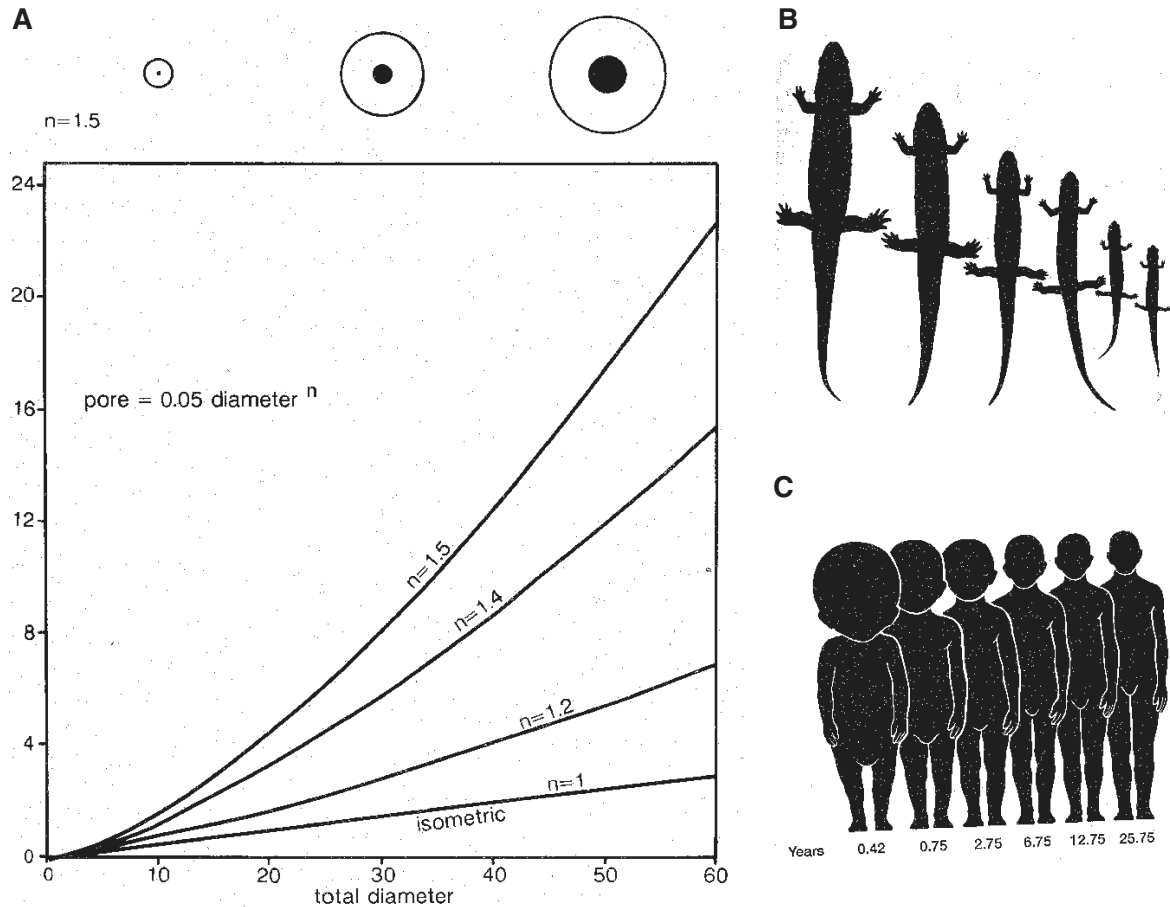 A
n=1.5
24
20
16
12
8
4
0
pore = 0.05 diameter n
n=1.5
n=1.4
n=1.2
n=1
isometric
0 10 20 30 40 50 60
total diameter
B
C
Years 0.42 0.75 2.75 6.75 12.75 25.75